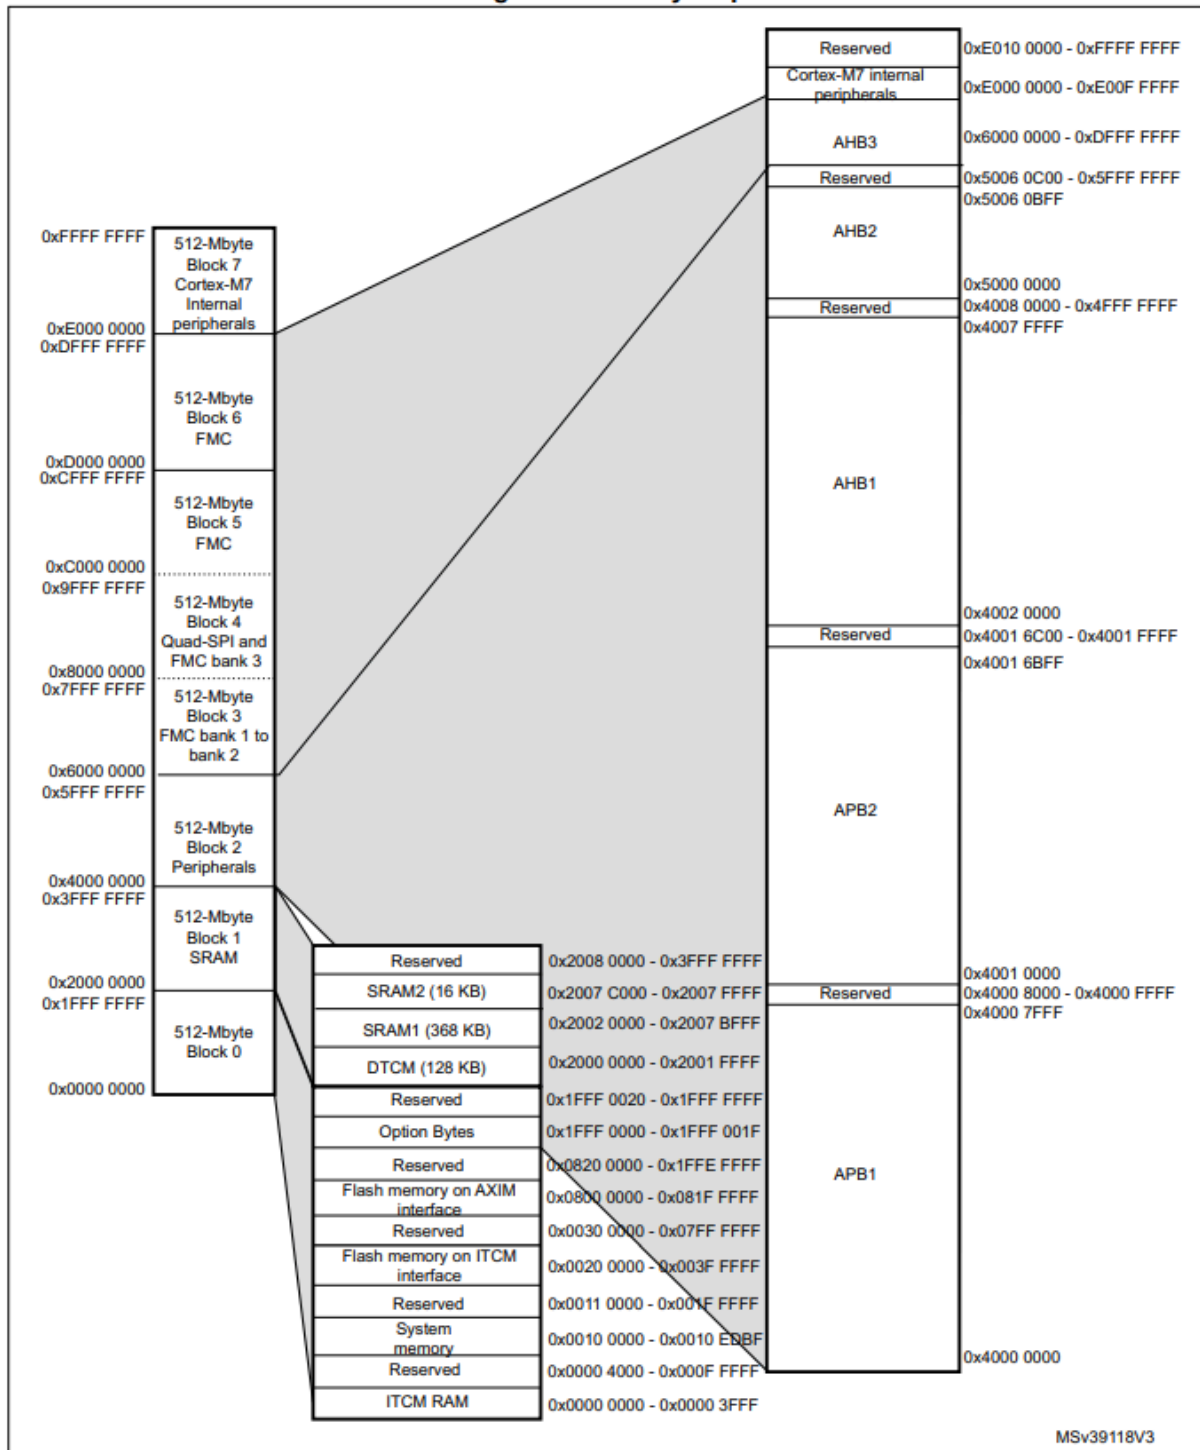 Reserved
0xE010 0000 - 0xFFFF FFFF
Cortex-M7 internal
peripherals
0xE000 0000 - 0xE00F FFFF
AHB3
0x6000 0000 - 0xDFFF FFFF
Reserved
0x5006 0C00 - 0x5FFF FFFF
0x5006 0BFF
AHB2
0x5000 0000
Reserved
0x4008 0000 - 0x4FFF FFFF
0x4007 FFFF
AHB1
0x4002 0000
Reserved
0x4001 6C00 - 0x4001 FFFF
0x4001 6BFF
APB2
0x4001 0000
Reserved
0x4000 8000 - 0x4000 FFFF
0x4000 7FFF
APB1
0x4000 0000
0xFFFF FFFF
512-Mbyte
Block 7
Cortex-M7
Internal
peripherals
0xE000 0000
0xDFFF FFFF
512-Mbyte
Block 6
FMC
0xD000 0000
0xCFFF FFFF
512-Mbyte
Block 5
FMC
0xC000 0000
0x9FFF FFFF
512-Mbyte
Block 4
Quad-SPI and
FMC bank 3
0x8000 0000
0x7FFF FFFF
512-Mbyte
Block 3
FMC bank 1 to
bank 2
0x6000 0000
0x5FFF FFFF
512-Mbyte
Block 2
Peripherals
0x4000 0000
0x3FFF FFFF
512-Mbyte
Block 1
SRAM
0x2000 0000
0x1FFF FFFF
512-Mbyte
Block 0
0x0000 0000
Reserved
0x2008 0000 - 0x3FFF FFFF
SRAM2 (16 KB)
0x2007 C000 - 0x2007 FFFF
SRAM1 (368 KB)
0x2002 0000 - 0x2007 BFFF
DTCM (128 KB)
0x2000 0000 - 0x2001 FFFF
Reserved
0x1FFF 0020 - 0x1FFF FFFF
Option Bytes
0x1FFF 0000 - 0x1FFF 001F
Reserved
0x0820 0000 - 0x1FFE FFFF
Flash memory on AXIM
interface
0x0800 0000 - 0x081F FFFF
Reserved
0x0030 0000 - 0x07FF FFFF
Flash memory on ITCM
interface
0x0020 0000 - 0x003F FFFF
Reserved
0x0011 0000 - 0x001F FFFF
System
memory
0x0010 0000 - 0x0010 EDBF
Reserved
0x0000 4000 - 0x000F FFFF
ITCM RAM
0x0000 0000 - 0x0000 3FFF
MSv39118V3